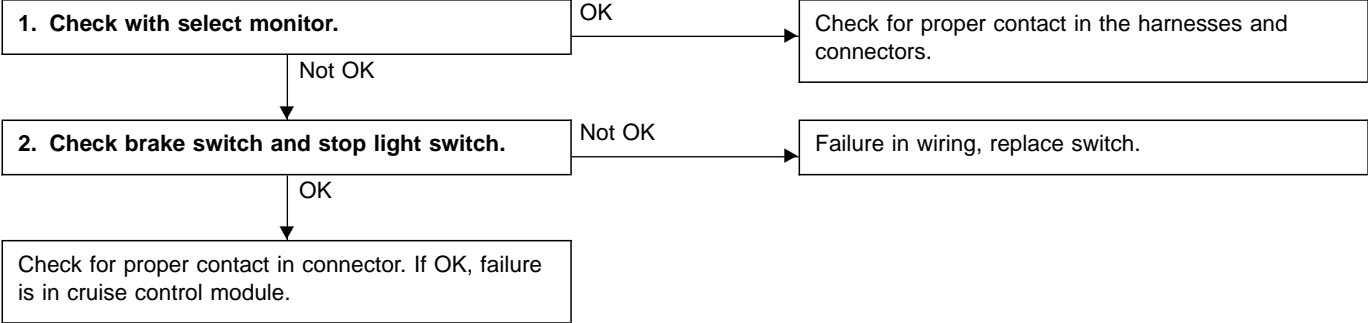 1. Check with select monitor.
OK
Check for proper contact in the harnesses and
connectors.
Not OK
2. Check brake switch and stop light switch.
Not OK
Failure in wiring, replace switch.
OK
Check for proper contact in connector. If OK, failure
is in cruise control module.